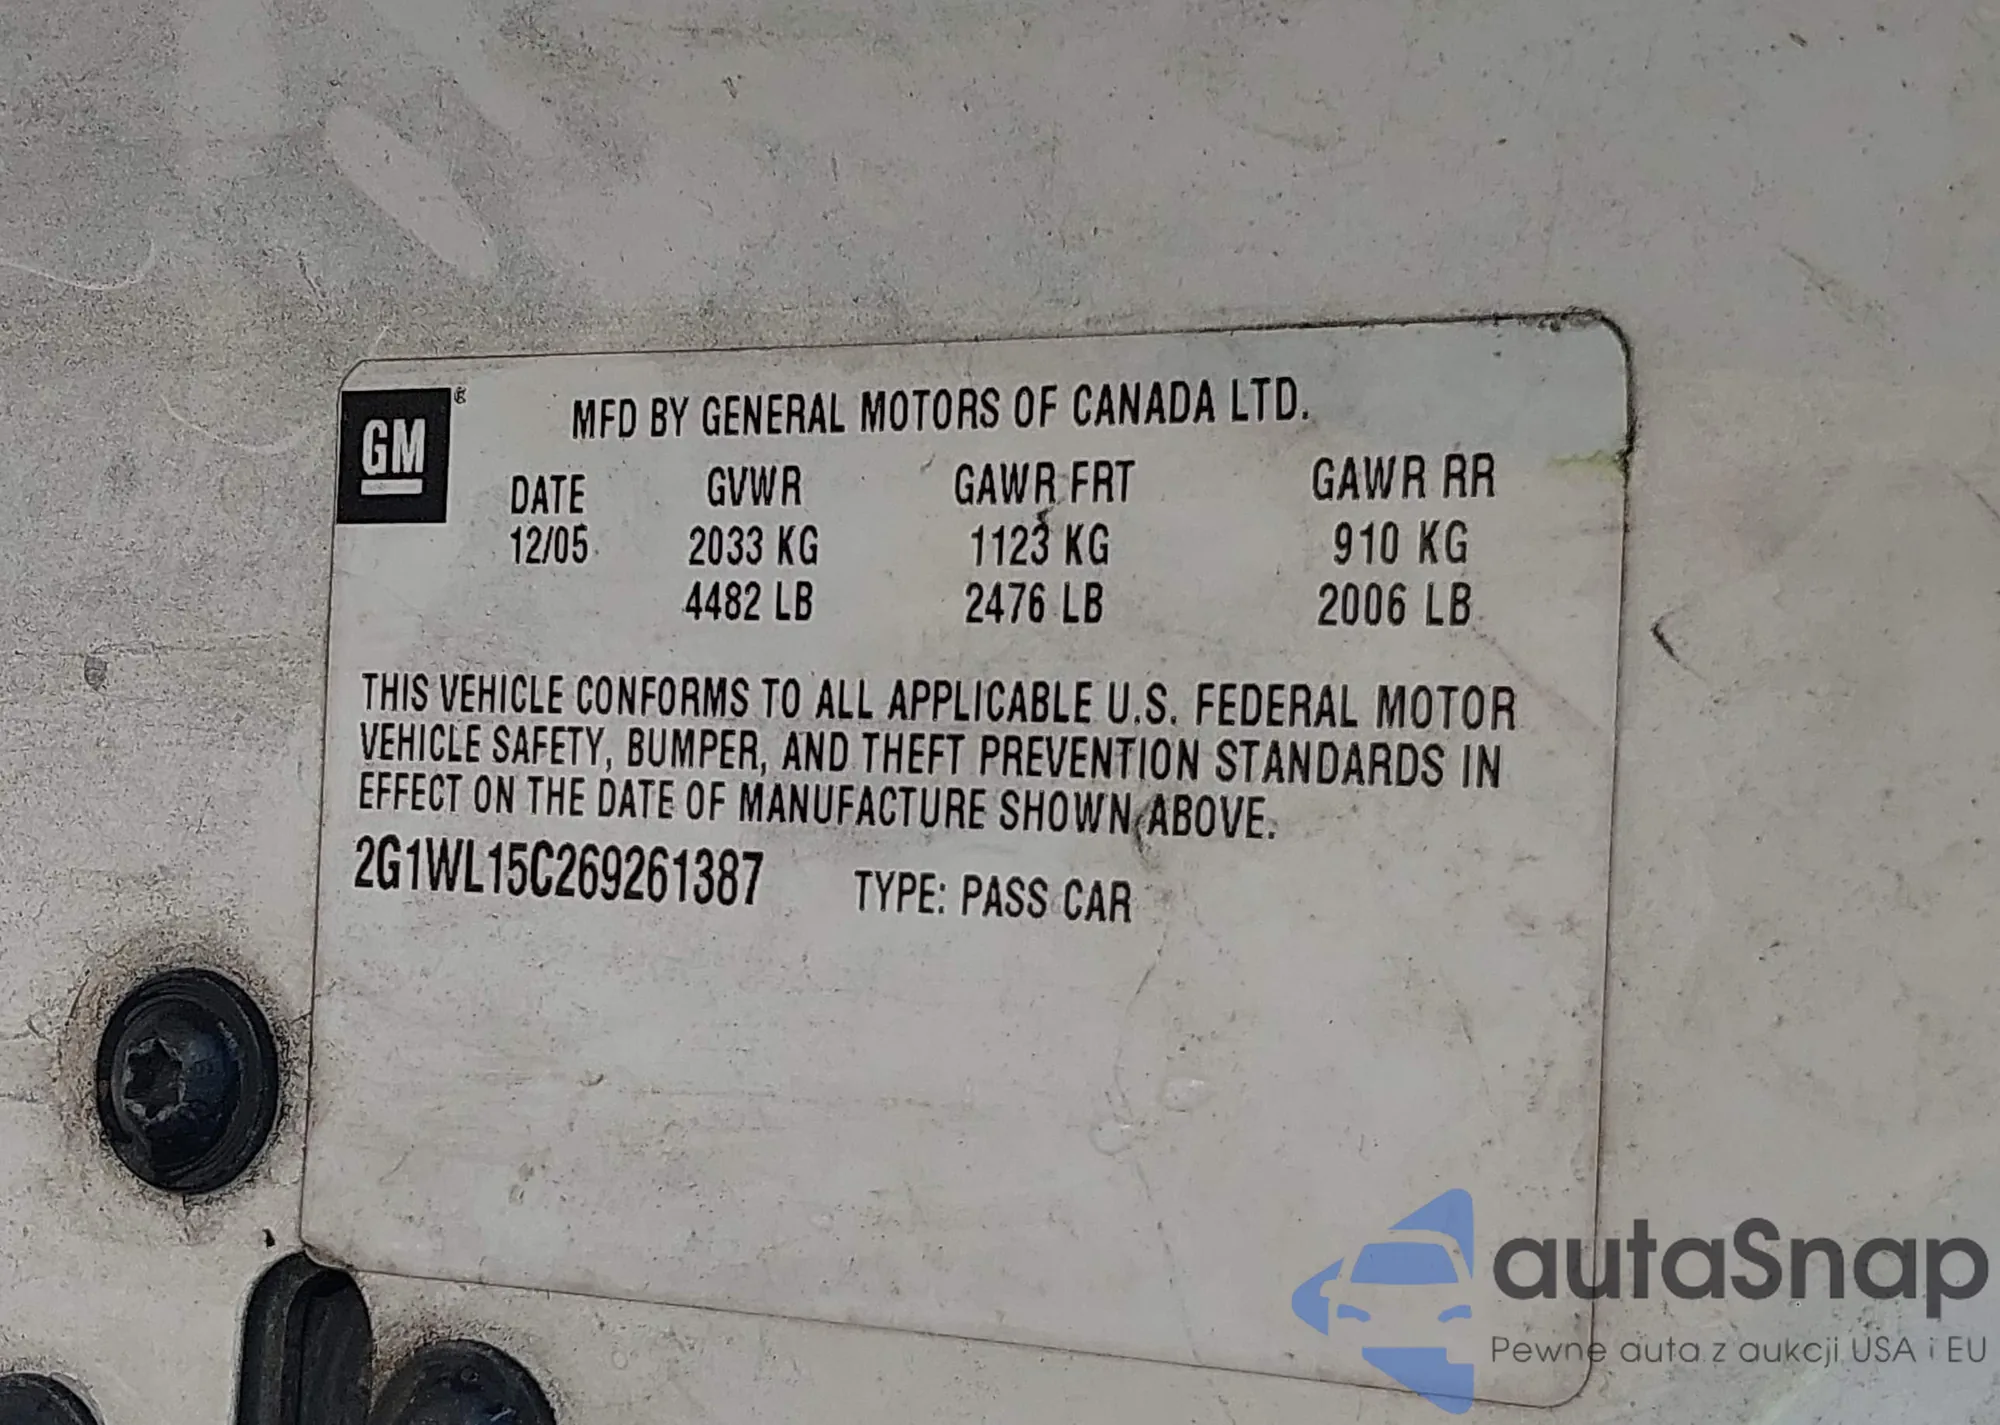 GM ®
MFD BY GENERAL MOTORS OF CANADA LTD.
DATE GVWR GAWR FRT GAWR RR
12/05 2033 KG 1123 KG 910 KG
4482 LB 2476 LB 2006 LB
THIS VEHICLE CONFORMS TO ALL APPLICABLE U.S. FEDERAL MOTOR
VEHICLE SAFETY, BUMPER, AND THEFT PREVENTION STANDARDS IN
EFFECT ON THE DATE OF MANUFACTURE SHOWN ABOVE.
2G1WL15C269261387 TYPE: PASS CAR
autaSnap
Pewne auta z aukcji USA i EU